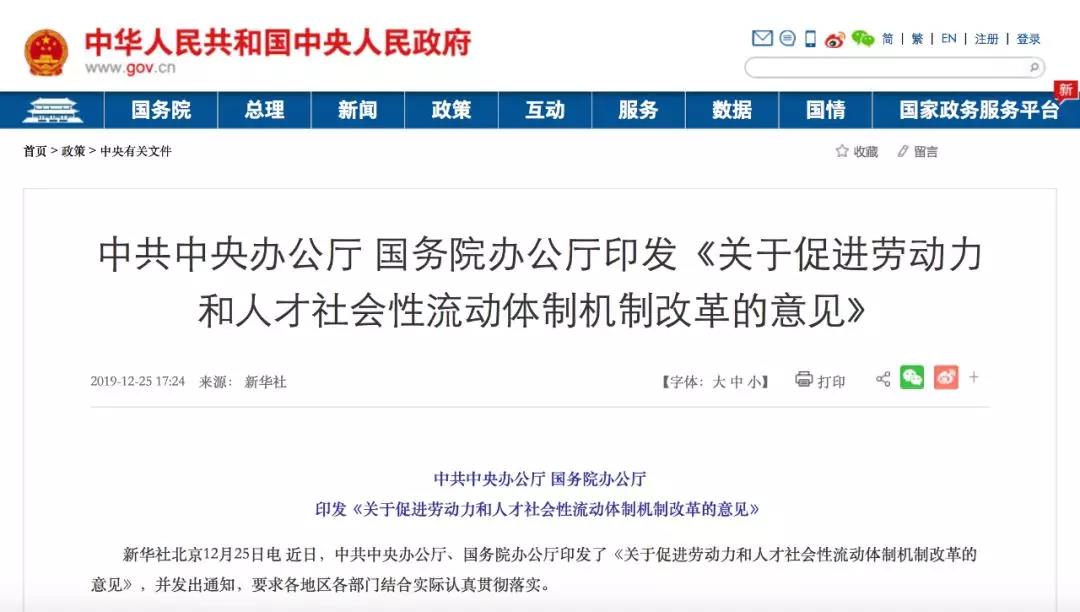 中华人民共和国中央人民政府
www.gov.cn
简 | 繁 | EN | 注册 | 登录
国务院 总理 新闻 政策 互动 服务 数据 国情 国家政务服务平台 新
首页 > 政策 > 中央有关文件
收藏 留言
中共中央办公厅 国务院办公厅印发《关于促进劳动力
和人才社会性流动体制机制改革的意见》
2019-12-25 17:24 来源： 新华社
【字体：大 中 小】 打印 +
中共中央办公厅 国务院办公厅
印发《关于促进劳动力和人才社会性流动体制机制改革的意见》
新华社北京12月25日电 近日，中共中央办公厅、国务院办公厅印发了《关于促进劳动力和人才社会性流动体制机制改革的
意见》，并发出通知，要求各地区各部门结合实际认真贯彻落实。